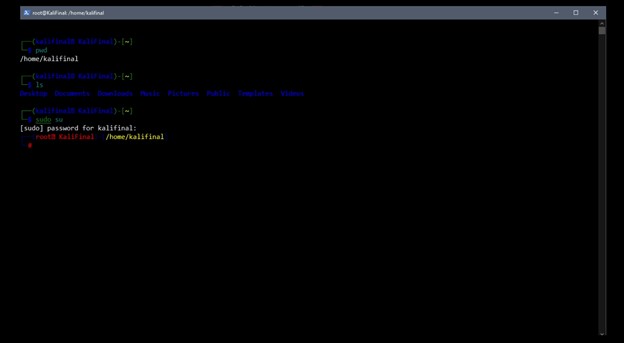 root@KaliFinal: /home/kalifinal
┌──(kalifinal㉿KaliFinal)-[~]
└─$ pwd
/home/kalifinal
┌──(kalifinal㉿KaliFinal)-[~]
└─$ ls
Desktop Documents Downloads Music Pictures Public Templates Videos
┌──(kalifinal㉿KaliFinal)-[~]
└─$ sudo su
[sudo] password for kalifinal:
root㉿KaliFinal /home/kalifinal
#